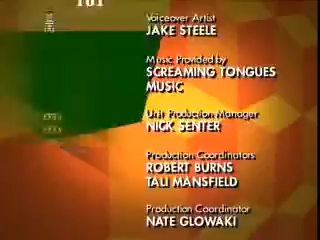 Voiceover Artist
JAKE STEELE
Music Provided by
SCREAMING TONGUES
MUSIC
Unit Production Manager
NICK SENTER
Production Coordinators
ROBERT BURNS
TALI MANSFIELD
Production Coordinator
NATE GLOWAKI